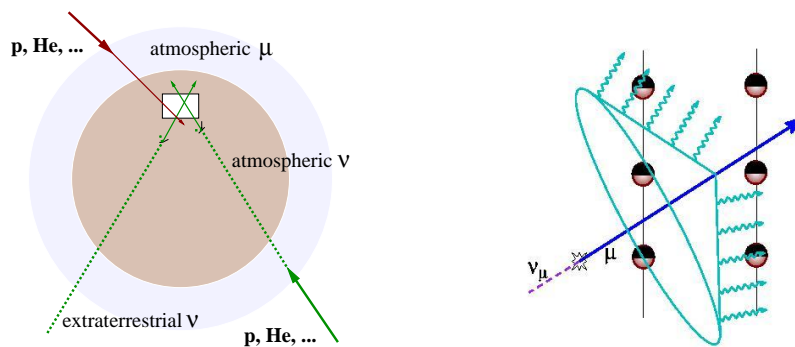 p, He, ...
atmospheric μ
atmospheric ν
extraterrestrial ν
p, He, ...
ν
ν
ν_μ
μ